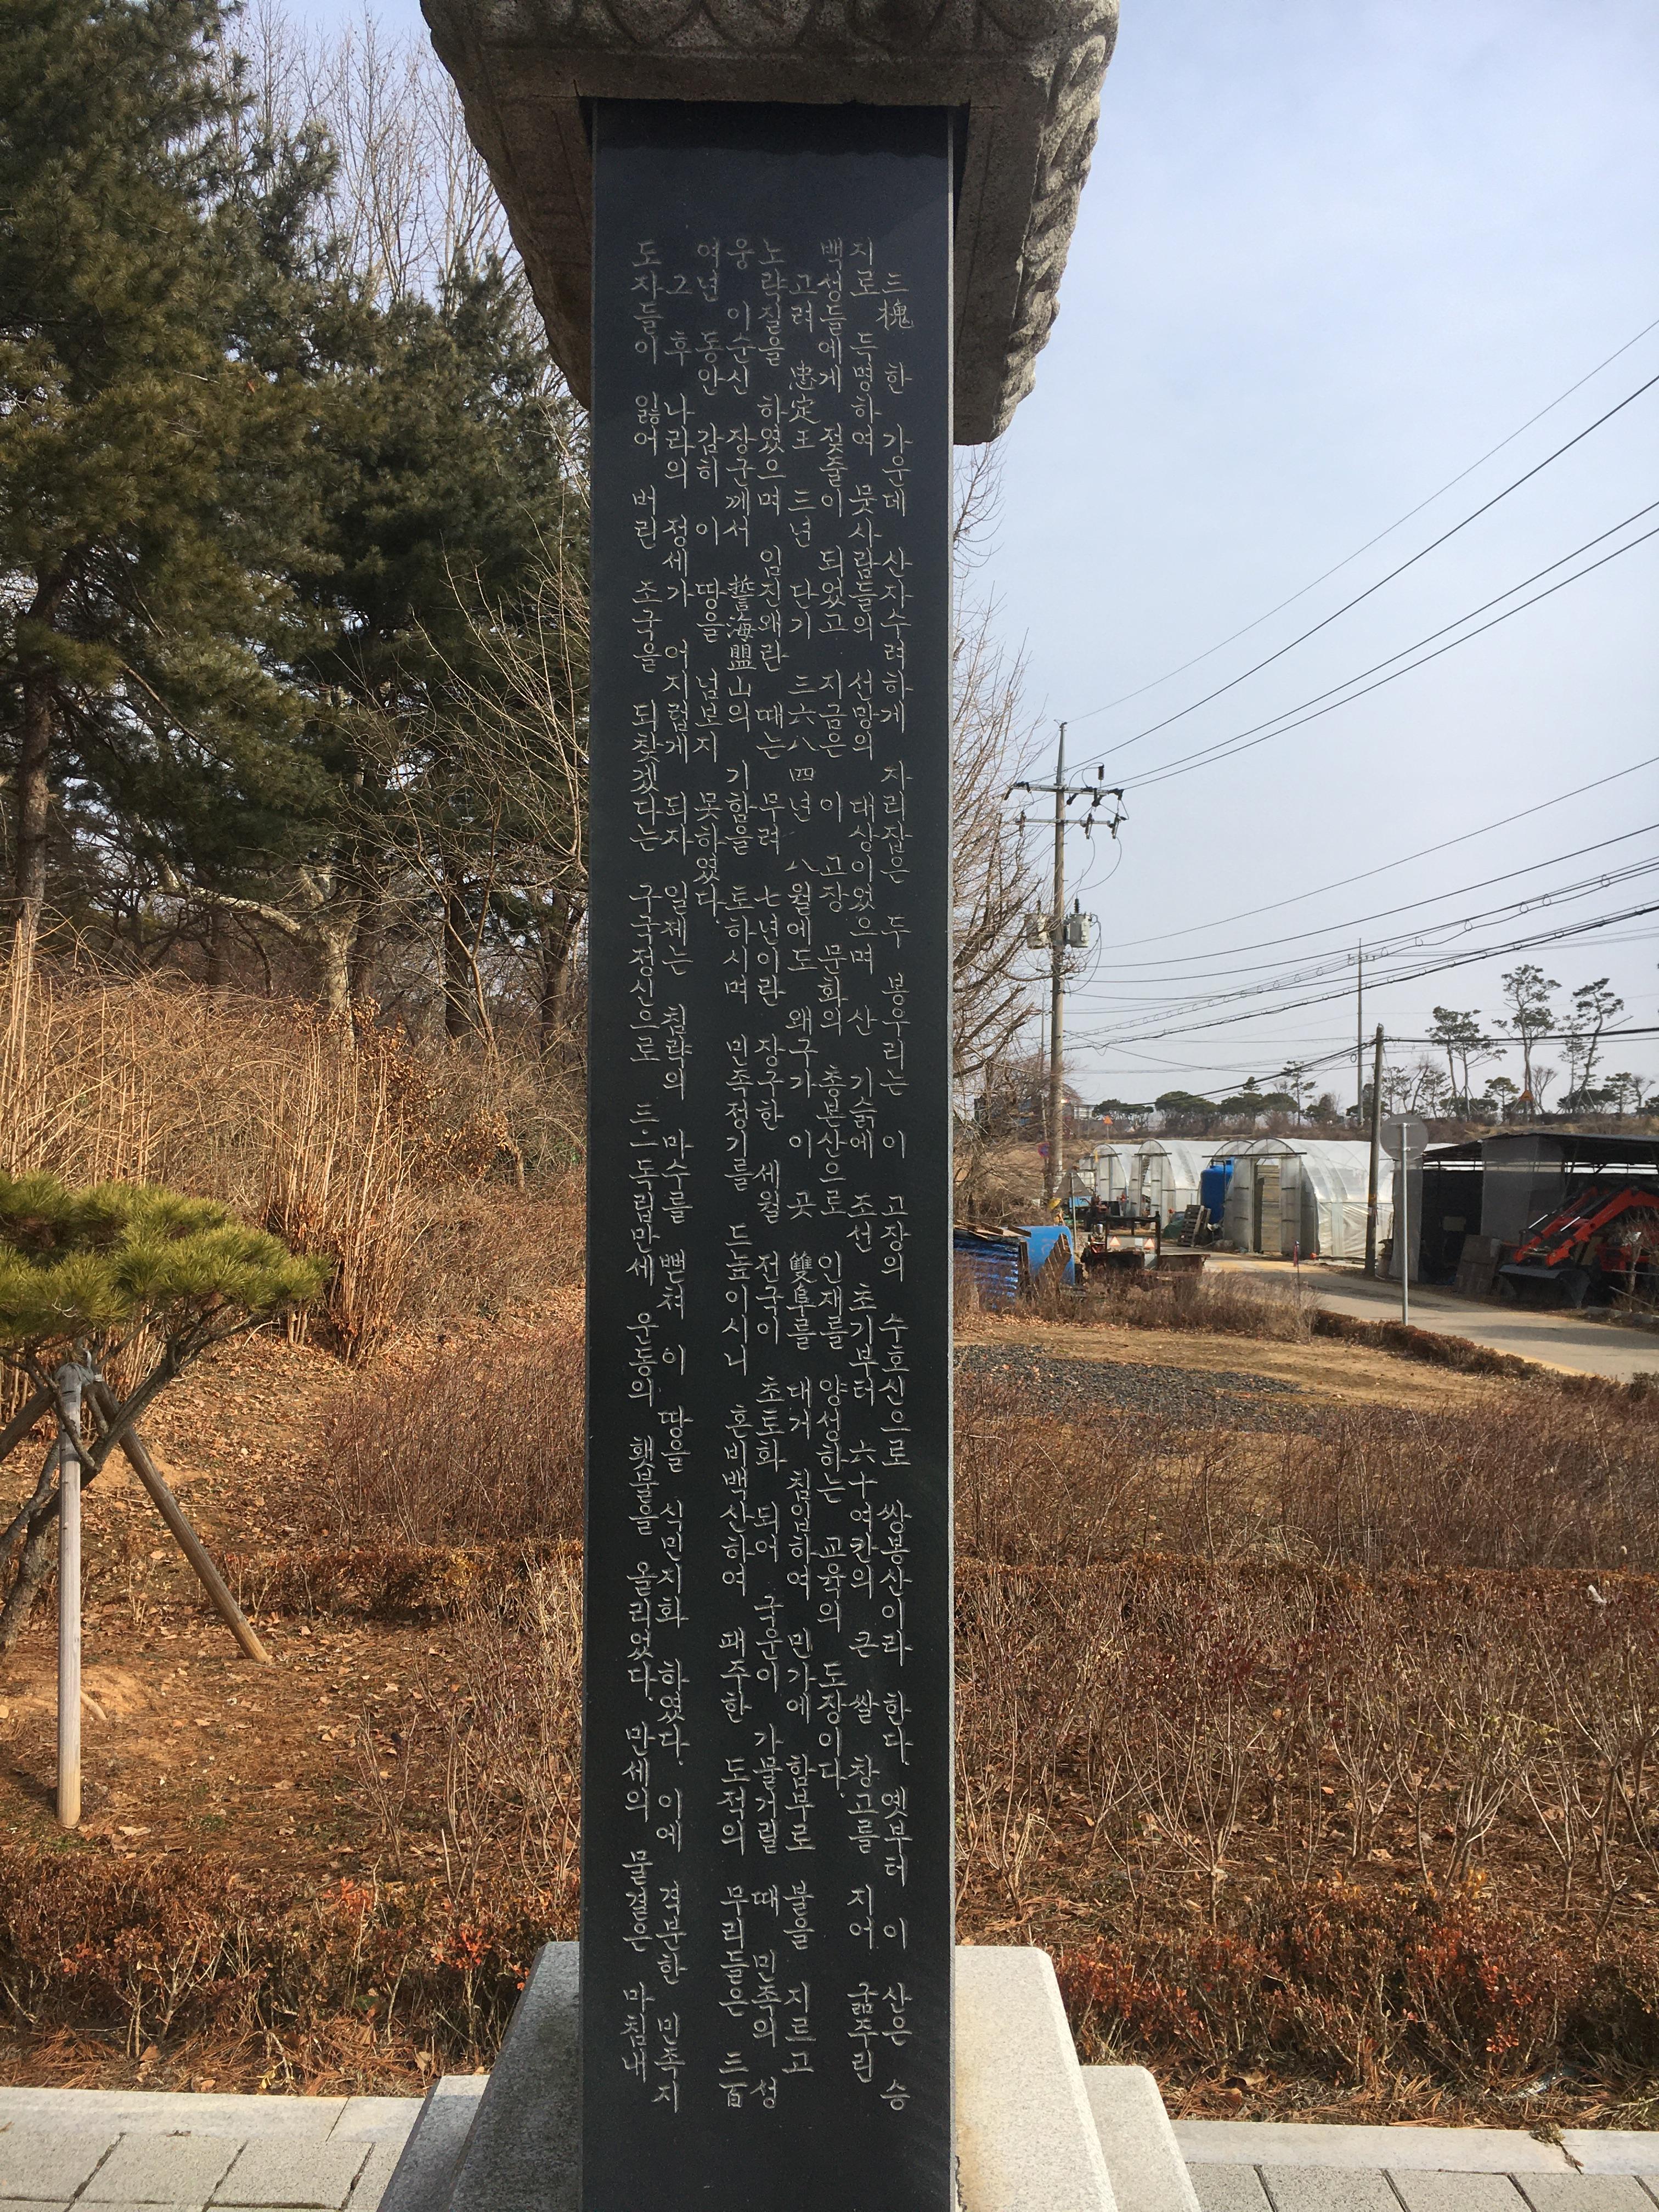 三槐 한 가운데 산자수려하게 자리잡은 두 봉우리는 이 고장의 수호신으로 쌍봉산이라 한다. 옛부터 이 산은 승
지로 득명하여 뭇사람들의 선망의 대상이었으며 산 기슭에 조선 초기부터 六十여칸의 큰 쌀 창고를 지어 굶주린
백성들에게 젖줄이 되었고 지금은 이 고장 문화의 총본산으로 인재를 양성하는 교육의 도장이다.
고려 忠定王 三년 단기 三六八四년 八월에도 왜구가 이 곳 雙阜를 대거 침입하여 민가에 함부로 불을 지르고
노략질을 하였으며 임진왜란 때는 무려 七년이란 장구한 세월 전국이 초토화 되어 국운이 가물거릴 때 민족의 성
웅 이순신 장군께서 誓海盟山의 기함을 토하시며 민족정기를 드높이시니 혼비백산하여 패주한 도적의 무리들은 三百
여년 동안 감히 이 땅을 넘보지 못하였다
그 후 나라의 정세가 어지럽게 되자 일제는 침략의 마수를 뻗쳐 이 땅을 식민지화 하였다. 이에 격분한 민족지
도자들이 잃어 버린 조국을 되찾겠다는 구국정신으로 三一독립만세 운동의 횃불을 올리었다. 만세의 물결은 마침내